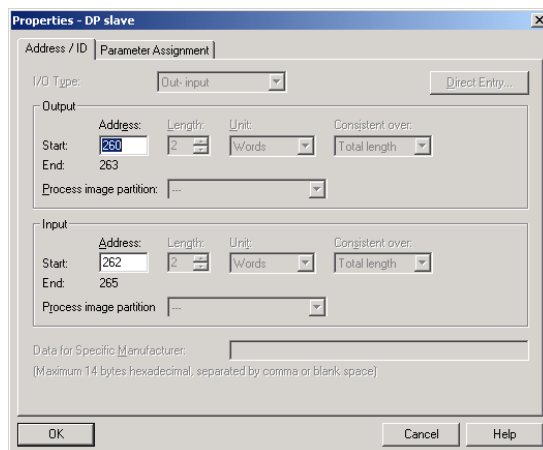 Properties - DP slave
Address / ID Parameter Assignment
I/O Type: Out- input Direct Entry...
Output
Address: Length: Unit: Consistent over:
Start: 260 2 Words Total length
End: 263
Process image partition: ---
Input
Address: Length: Unit: Consistent over:
Start: 262 2 Words Total length
End: 265
Process image partition ---
Data for Specific Manufacturer:
(Maximum 14 bytes hexadecimal, separated by comma or blank space)
OK Cancel Help